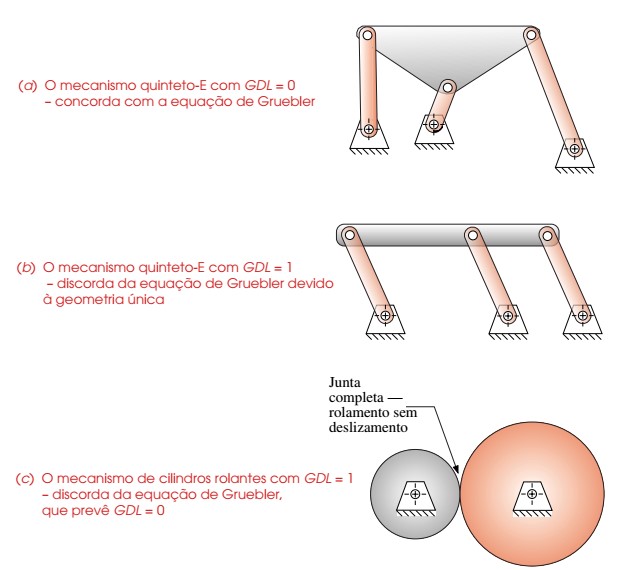 (a) O mecanismo quinteto-E com GDL = 0
– concorda com a equação de Gruebler
(b) O mecanismo quinteto-E com GDL = 1
– discorda da equação de Gruebler devido
à geometria única
Junta
completa —
rolamento sem
deslizamento
(c) O mecanismo de cilindros rolantes com GDL = 1
– discorda da equação de Gruebler,
que prevê GDL = 0